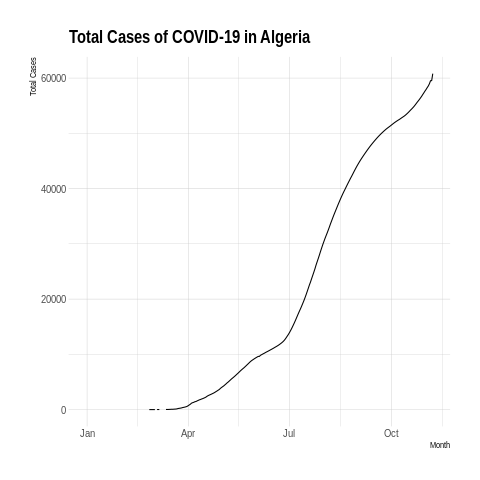 Total Cases of COVID-19 in Algeria
Total Cases
60000
40000
20000
0
Jan Apr Jul Oct
Month